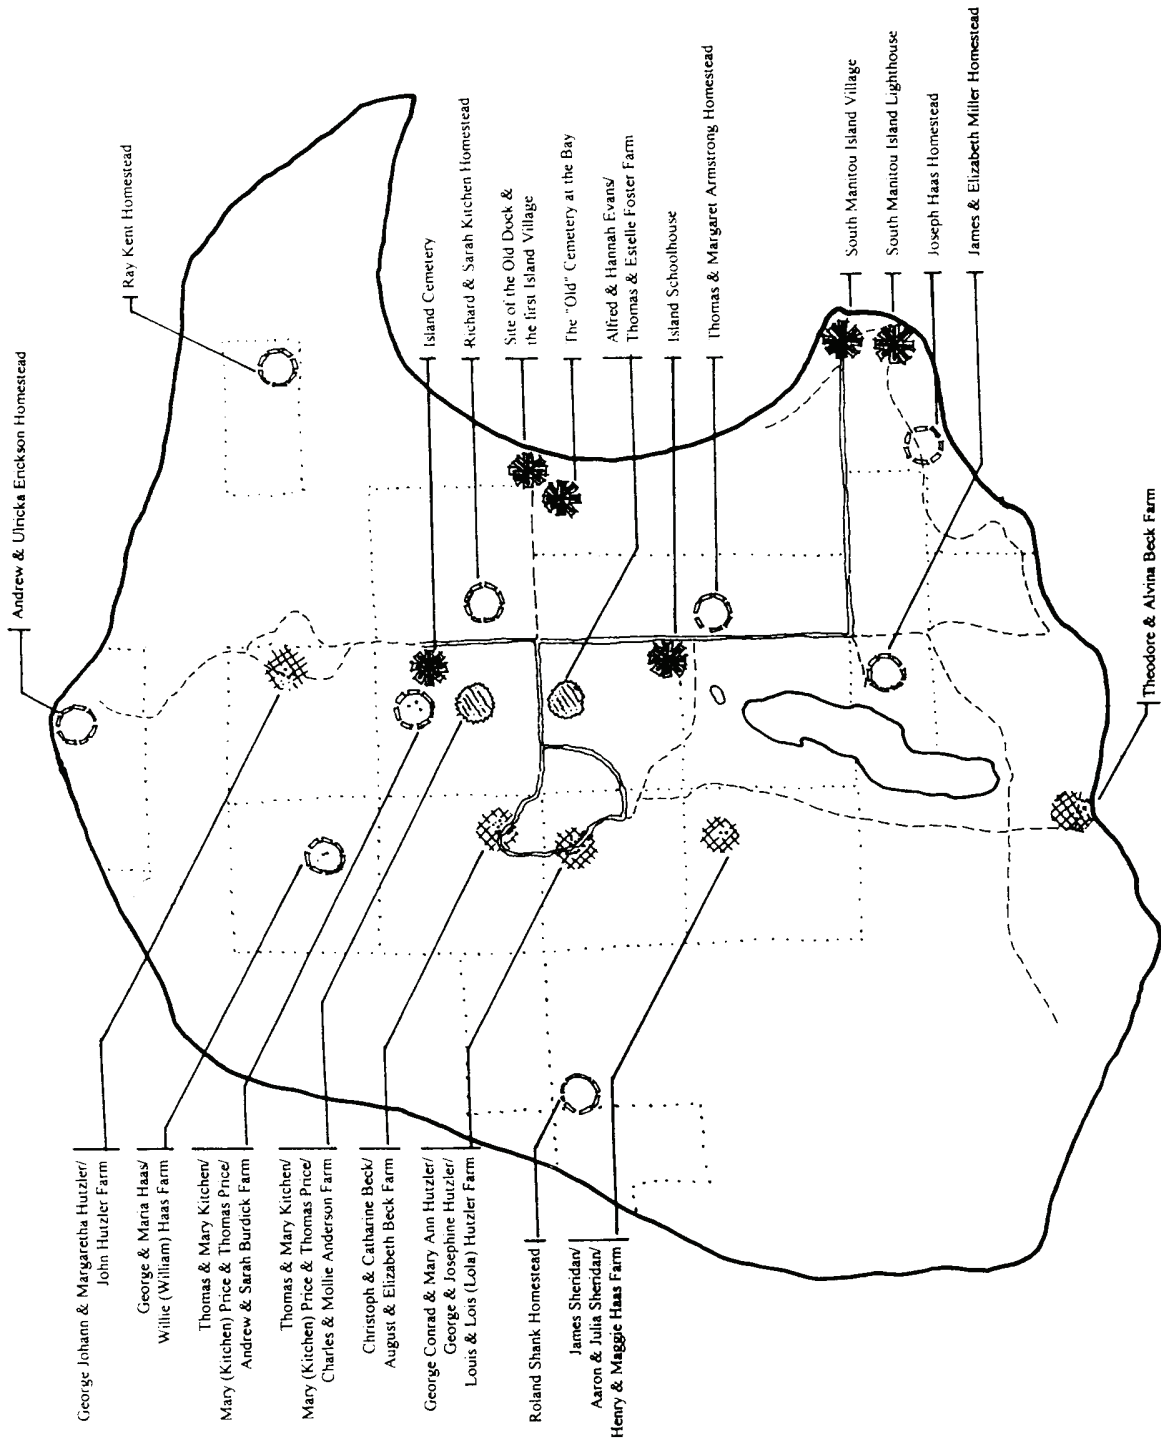 Andrew & Ulricka Erickson Homestead
Ray Kent Homestead
Island Cemetery
Richard & Sarah Kitchen Homestead
Site of the Old Dock &
the first Island Village
The "Old" Cemetery at the Bay
Alfred & Hannah Evans/
Thomas & Estelle Foster Farm
Island Schoolhouse
Thomas & Margaret Armstrong Homestead
South Manitou Island Village
South Manitou Island Lighthouse
Joseph Haas Homestead
James & Elizabeth Miller Homestead
Theodore & Alvina Beck Farm
George Johann & Margaretha Hutzler/
John Hutzler Farm
George & Maria Haas/
Willie (William) Haas Farm
Thomas & Mary Kitchen/
Mary (Kitchen) Price & Thomas Price/
Andrew & Sarah Burdick Farm
Thomas & Mary Kitchen/
Mary (Kitchen) Price & Thomas Price/
Charles & Mollie Anderson Farm
Christoph & Catharine Beck/
August & Elizabeth Beck Farm
George Conrad & Mary Ann Hutzler/
George & Josephine Hutzler/
Louis & Lois (Lola) Hutzler Farm
Roland Shank Homestead
James Sheridan/
Aaron & Julia Sheridan/
Henry & Maggie Haas Farm